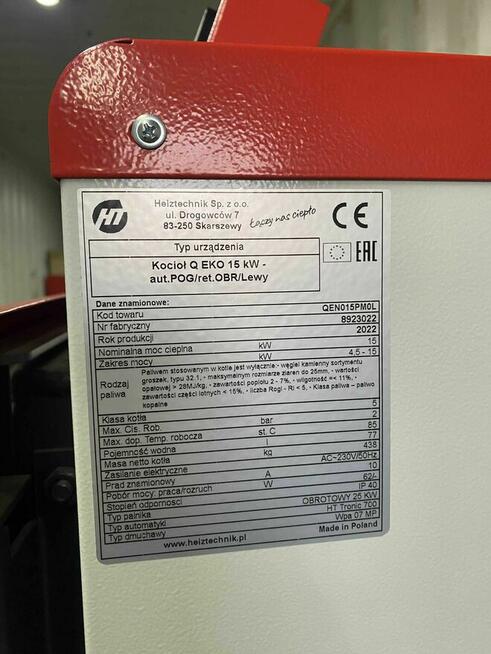 HT
Heiztechnik Sp. z o.o.
ul. Drogowców 7
83-250 Skarszewy
Łączy nas ciepło
CE
Typ urządzenia
Kocioł Q EKO 15 kW -
aut.POG/ret.OBR/Lewy
EAC
Dane znamionowe:
Kod towaru QEN015PM0L
Nr fabryczny 8923022
Rok produkcji 2022
Nominalna moc cieplna kW 15
Zakres mocy kW 4,5 - 15
Rodzaj paliwa
Paliwem stosowanym w kotle jest wyłącznie:- węgiel kamienny sortymentu
groszek, typu 32.1, - maksymalnym rozmiarze ziaren do 25mm, - wartości
opałowej > 28MJ/kg, - zawartości popiołu 2 - 7%, - wilgotność =< 11%, -
zawartości części lotnych < 15%, - liczba Rogi - RI < 5, - Klasa paliwa – paliwo
kopalne
Klasa kotła 5
Max. Ciś. Rob. bar 2
Max. dop. Temp. robocza st. C 85
Pojemność wodna l 77
Masa netto kotła kg 438
Zasilanie elektryczne AC~230V/50Hz
Prąd znamionowy A 10
Pobór mocy: praca/rozruch W 62/-
Stopień odporności IP 40
Typ palnika OBROTOWY 25 KW
Typ automatyki HT Tronic 700
Typ dmuchawy Wpa 07 MP
www.heiztechnik.pl Made in Poland